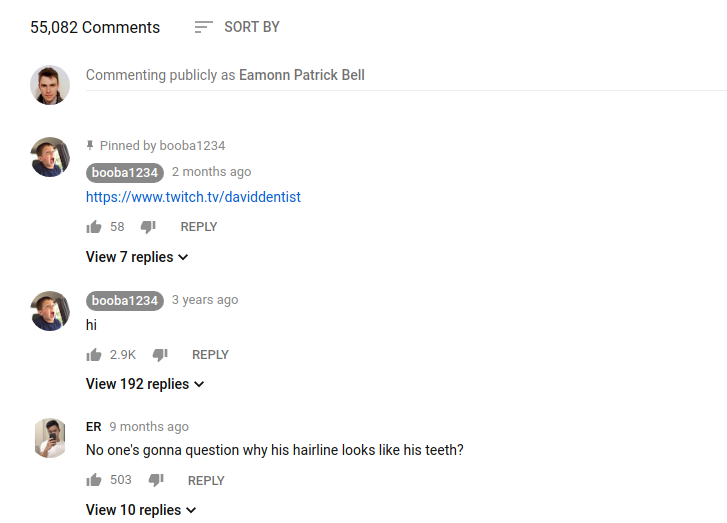 55,082 Comments SORT BY
Commenting publicly as Eamonn Patrick Bell
Pinned by booba1234
booba1234 2 months ago
https://www.twitch.tv/daviddentist
58 REPLY
View 7 replies
booba1234 3 years ago
hi
2.9K REPLY
View 192 replies
ER 9 months ago
No one's gonna question why his hairline looks like his teeth?
503 REPLY
View 10 replies